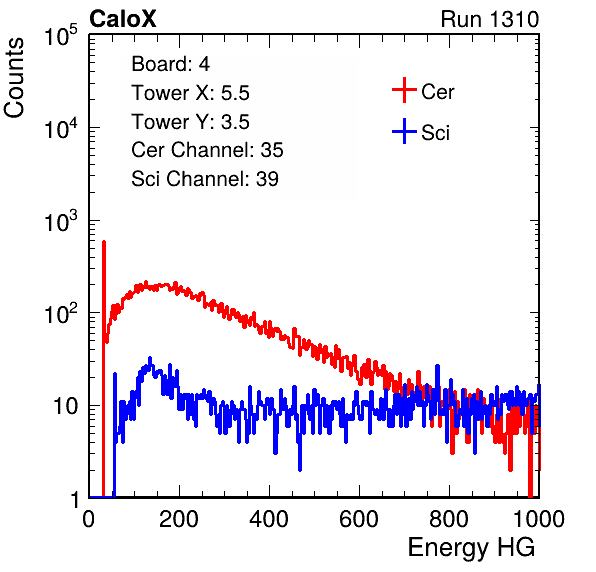 CaloX Run 1310
Counts
Board: 4
Tower X: 5.5
Tower Y: 3.5
Cer Channel: 35
Sci Channel: 39
Cer
Sci
10^5
10^4
10^3
10^2
10
1
0 200 400 600 800 1000
Energy HG